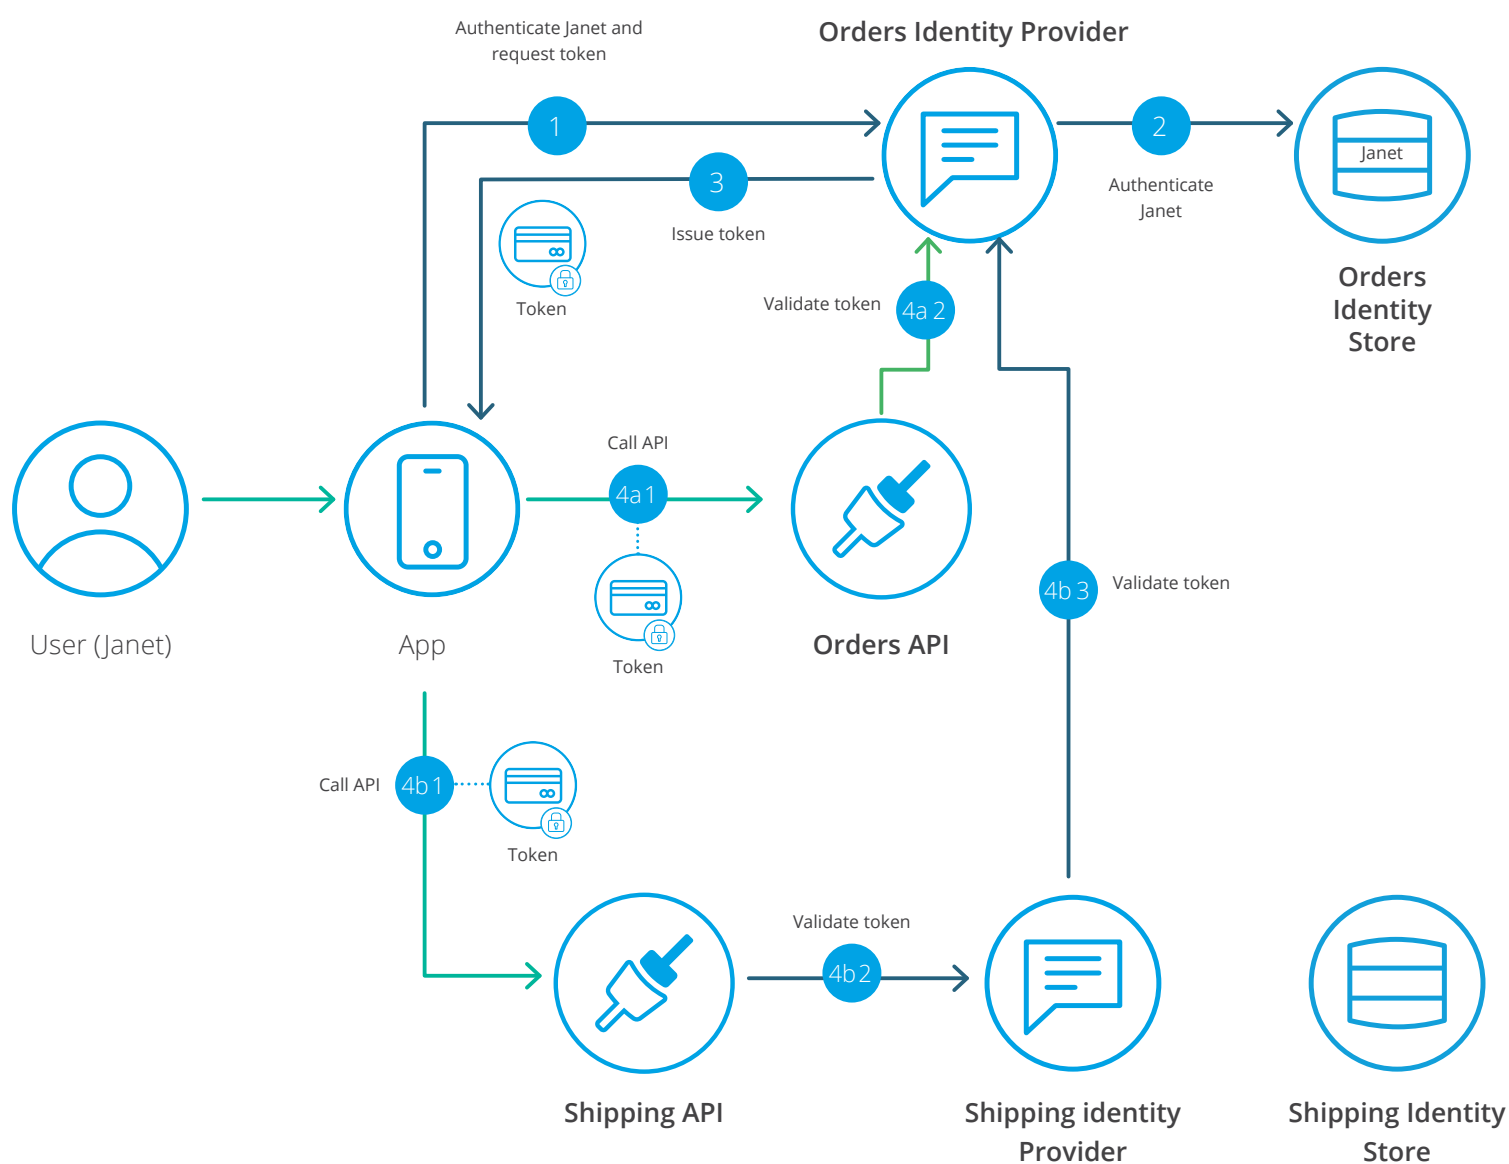 Authenticate Janet and
request token
Orders Identity Provider
1
2
Janet
3
Authenticate
Janet
Issue token
Token
Validate token
4a 2
Orders
Identity
Store
Call API
4a 1
Token
4b 3
Validate token
User (Janet)
App
Orders API
Call API
4b 1
Token
Validate token
4b 2
Shipping API
Shipping identity
Provider
Shipping Identity
Store